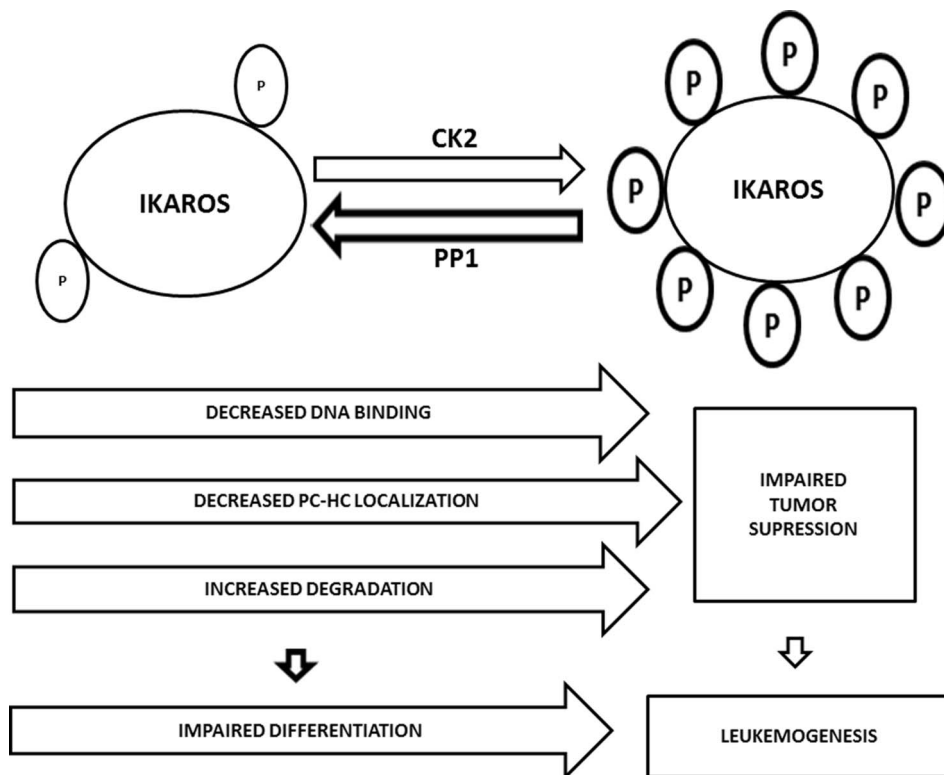 P
P
IKAROS
CK2
PP1
P
P
P
P
P
P
P
P
IKAROS
DECREASED DNA BINDING
DECREASED PC-HC LOCALIZATION
INCREASED DEGRADATION
IMPAIRED
TUMOR
SUPRESSION
IMPAIRED DIFFERENTIATION
LEUKEMOGENESIS